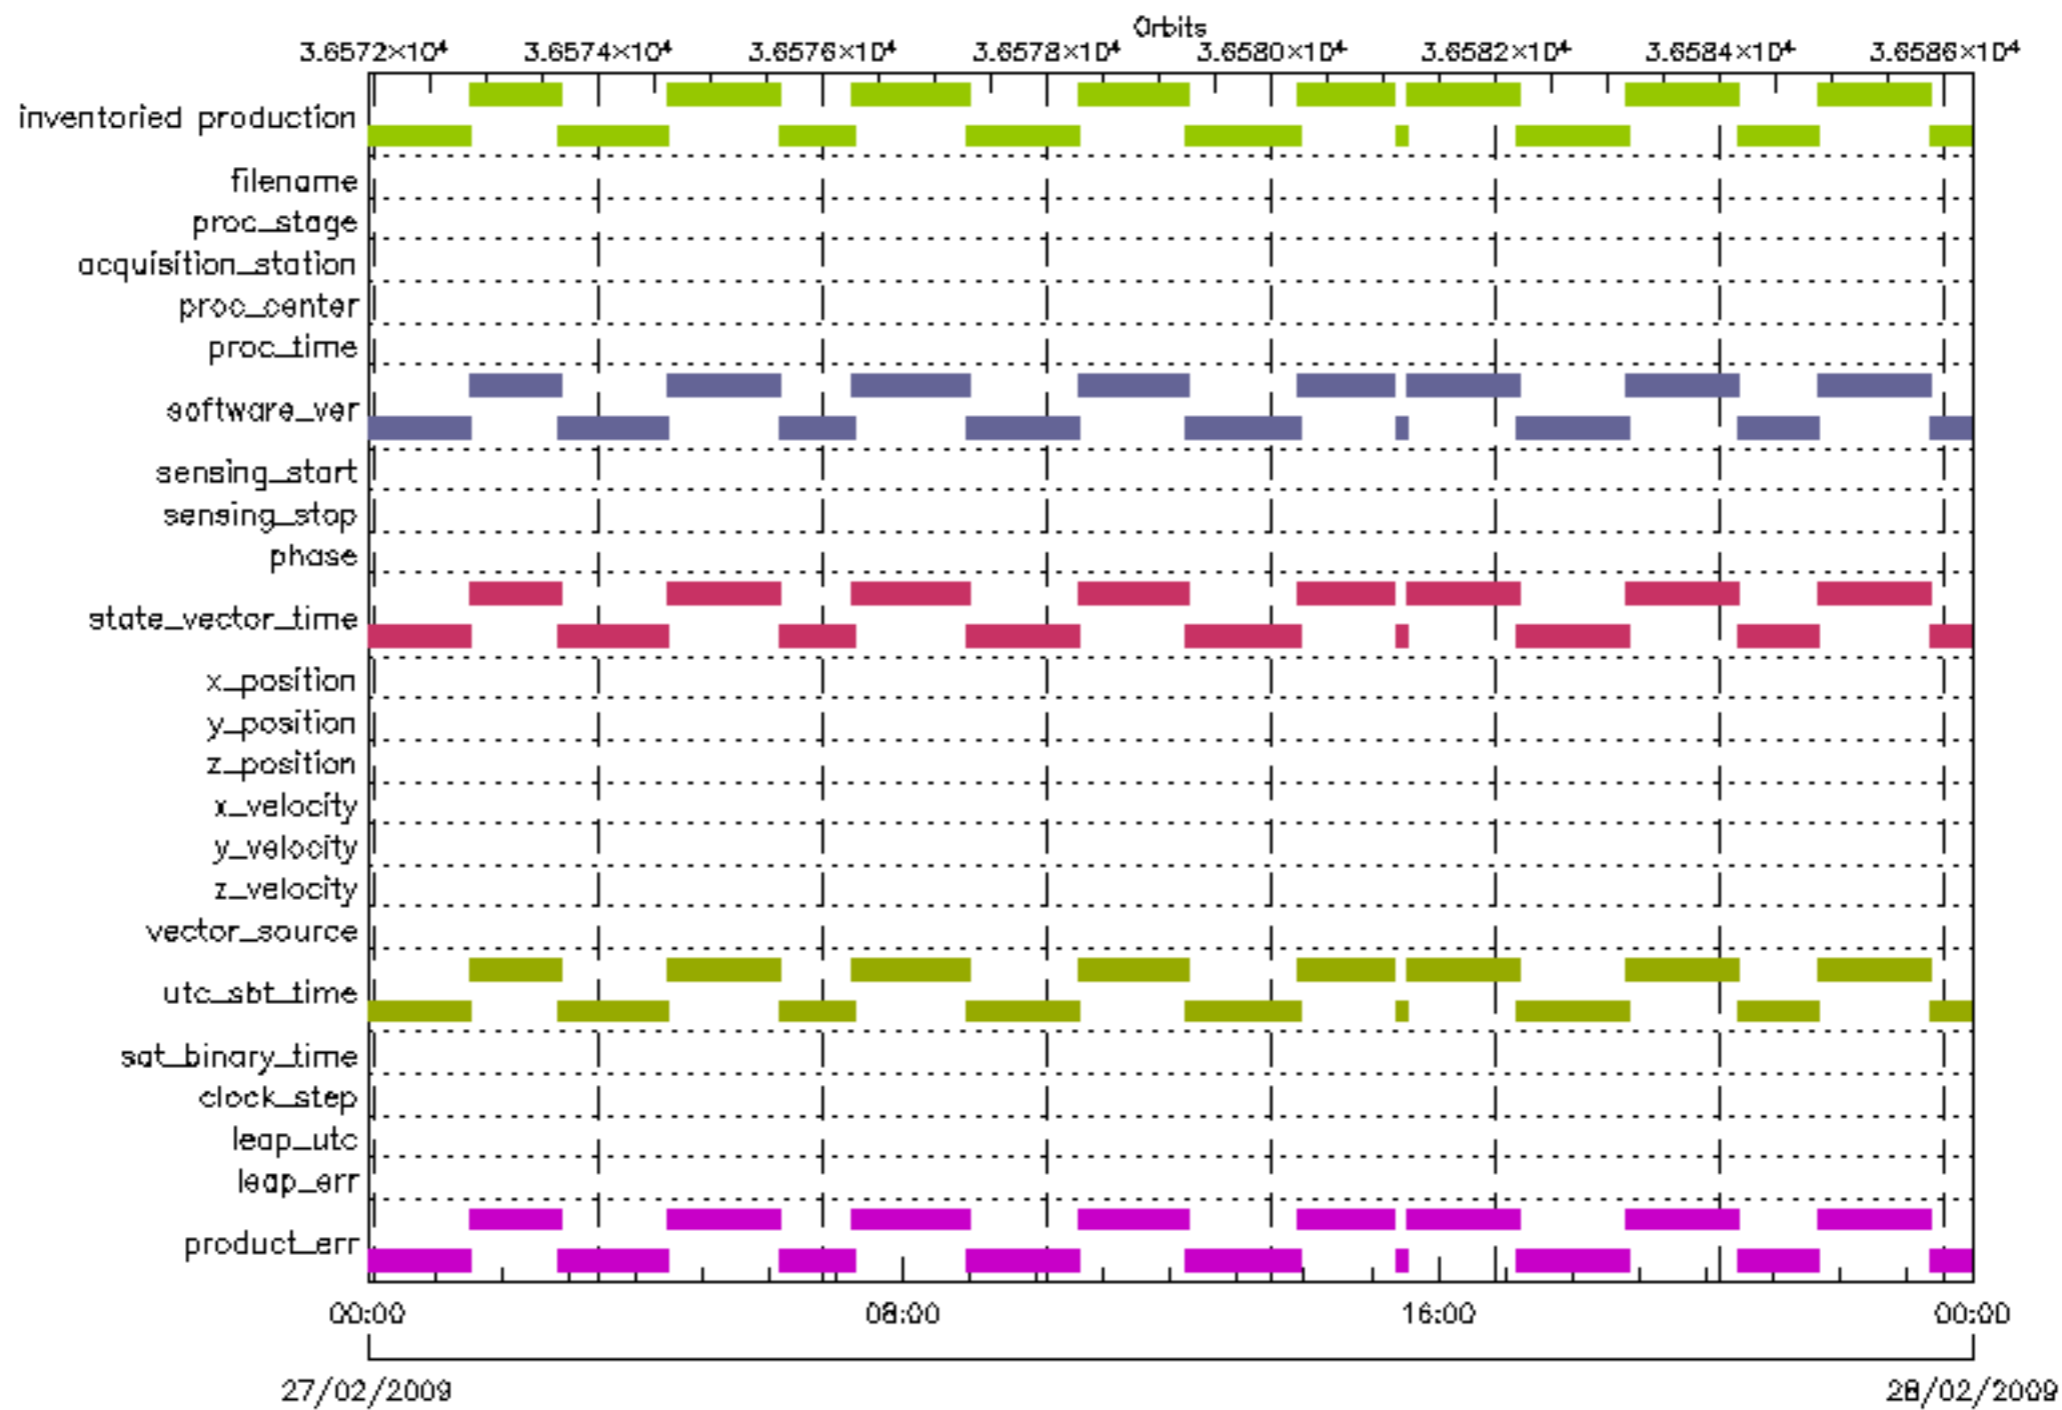 Orbits
3.6572×10⁴ 3.6574×10⁴ 3.6576×10⁴ 3.6578×10⁴ 3.6580×10⁴ 3.6582×10⁴ 3.6584×10⁴ 3.6586×10⁴
inventoried production
filename
proc_stage
acquisition_station
proc_center
proc_time
software_ver
sensing_start
sensing_stop
phase
state_vector_time
x_position
y_position
z_position
x_velocity
y_velocity
z_velocity
vector_source
utc_sbt_time
sat_binary_time
clock_step
leap_utc
leap_err
product_err
00:00 08:00 16:00 00:00
27/02/2009 28/02/2009